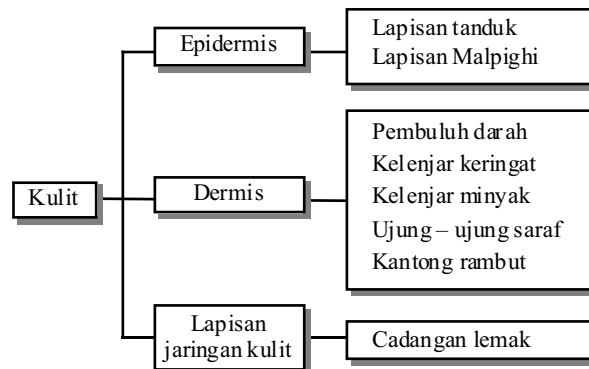 Kulit
Epidermis
Lapisan tanduk
Lapisan Malpighi
Dermis
Pembuluh darah
Kelenjar keringat
Kelenjar minyak
Ujung – ujung saraf
Kantong rambut
Lapisan
jaringan kulit
Cadangan lemak